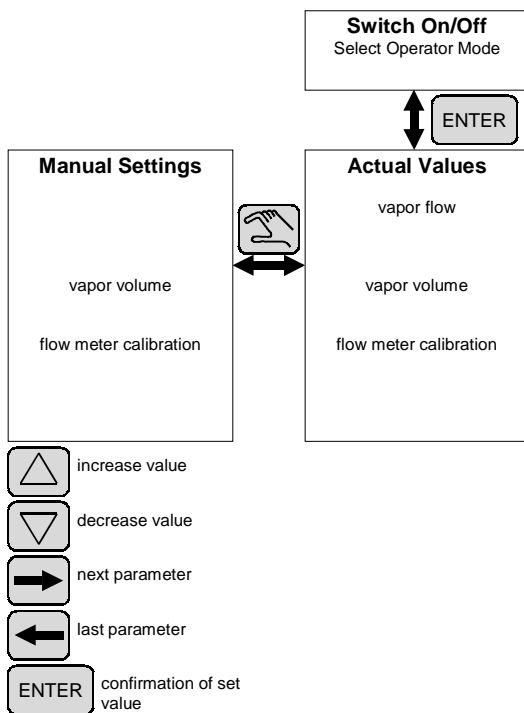 Switch On/Off
Select Operator Mode
ENTER
Manual Settings
vapor volume
flow meter calibration
Actual Values
vapor flow
vapor volume
flow meter calibration
increase value
decrease value
next parameter
last parameter
ENTER
confirmation of set
value